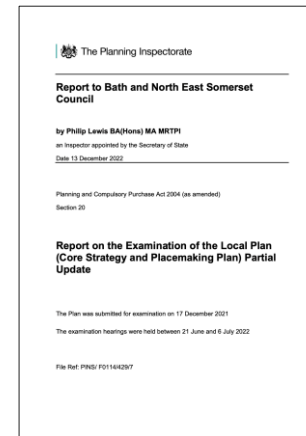 The Planning Inspectorate
Report to Bath and North East Somerset
Council
by Philip Lewis BA(Hons) MA MRTPI
an Inspector appointed by the Secretary of State
Date 13 December 2022
Planning and Compulsory Purchase Act 2004 (as amended)
Section 20
Report on the Examination of the Local Plan
(Core Strategy and Placemaking Plan) Partial
Update
The Plan was submitted for examination on 17 December 2021
The examination hearings were held between 21 June and 6 July 2022
File Ref: PINS/ F0114/429/7